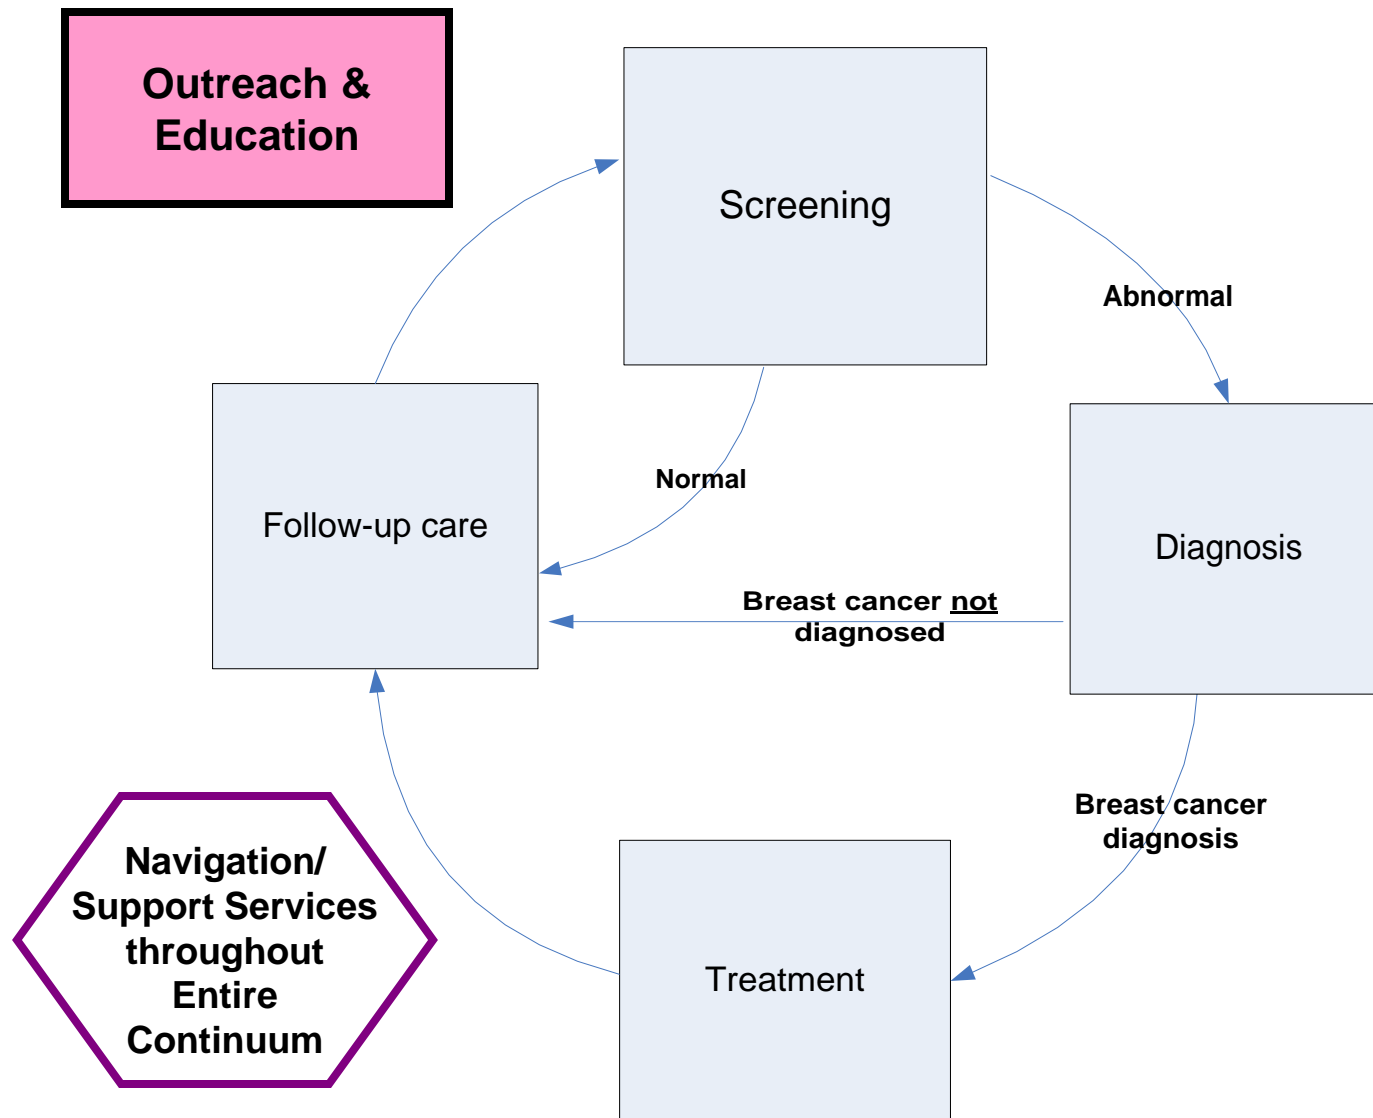 Outreach &
Education
Screening
Abnormal
Normal
Follow-up care
Diagnosis
Breast cancer not
diagnosed
Breast cancer
diagnosis
Navigation/
Support Services
throughout
Entire
Continuum
Treatment